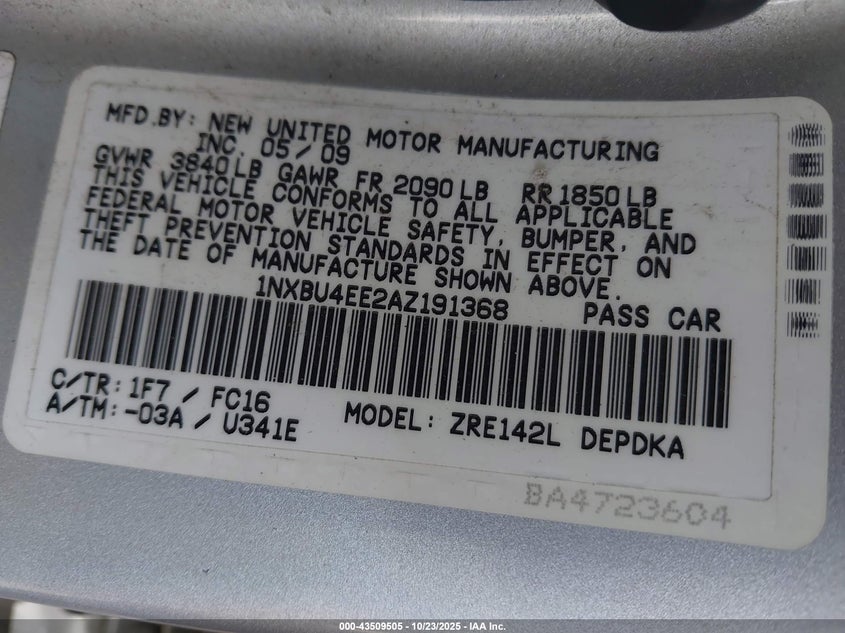 MFD.BY: NEW UNITED MOTOR MANUFACTURING
INC. 05/09
GVWR 3840LB GAWR FR 2090LB RR 1850LB
THIS VEHICLE CONFORMS TO ALL APPLICABLE
FEDERAL MOTOR VEHICLE SAFETY, BUMPER, AND
THEFT PREVENTION STANDARDS IN EFFECT ON
THE DATE OF MANUFACTURE SHOWN ABOVE.
1NXBU4EE2AZ191368 PASS CAR
C/TR: 1F7 / FC16
A/TM: -03A / U341E MODEL: ZRE142L DEPDKA
BA4723604
000-43509505 - 10/23/2025 - IAA Inc.